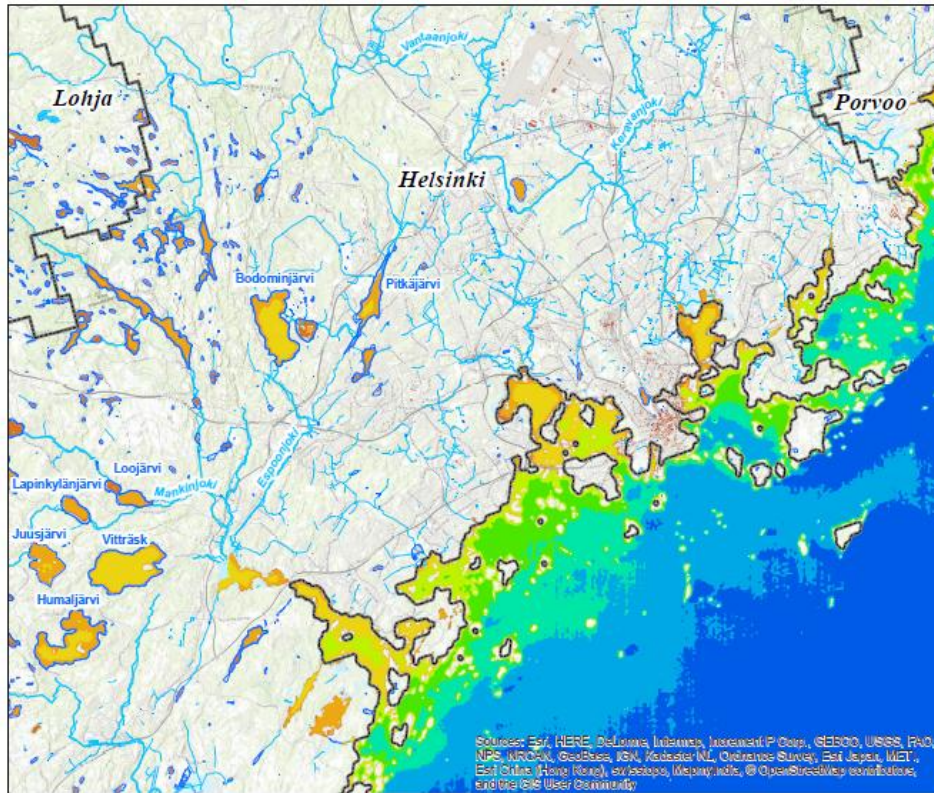 Vantaanjoki
Lohja
Porvoo
Keravanjoki
Helsinki
Bodominjärvi
Pitkäjärvi
Espoonjoki
Loojärvi
Lapinkylänjärvi
Mankinjoki
Juusjärvi
Vitträsk
Humaljärvi
Sources: Esri, HERE, DeLorme, Intermap, Increment P Corp., GEBCO, USGS, FAO,
NPS, NRCAN, GeoBase, IGN, Kadaster NL, Ordnance Survey, Esri Japan, METI,
Esri China (Hong Kong), swisstopo, MapmyIndia, © OpenStreetMap contributors,
and the GIS User Community